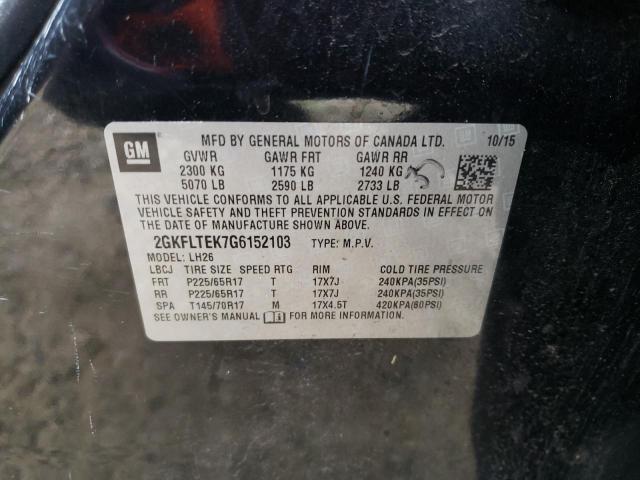 GM
MFD BY GENERAL MOTORS OF CANADA LTD. 10/15
GVWR GAWR FRT GAWR RR
2300 KG 1175 KG 1240 KG
5070 LB 2590 LB 2733 LB
THIS VEHICLE CONFORMS TO ALL APPLICABLE U.S. FEDERAL MOTOR
VEHICLE SAFETY AND THEFT PREVENTION STANDARDS IN EFFECT ON
THE DATE OF MANUFACTURE SHOWN ABOVE.
2GKFLTEK7G6152103 TYPE: M.P.V.
MODEL: LH26
LBCJ TIRE SIZE SPEED RTG RIM COLD TIRE PRESSURE
FRT P225/65R17 T 17X7J 240KPA(35PSI)
RR P225/65R17 T 17X7J 240KPA(35PSI)
SPA T145/70R17 M 17X4.5T 420KPA(60PSI)
SEE OWNER'S MANUAL FOR MORE INFORMATION.